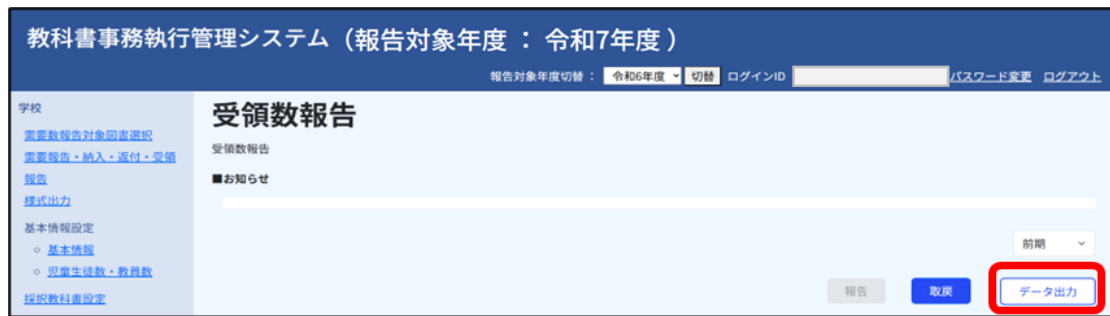 教科書事務執行管理システム（報告対象年度 ： 令和7年度 ）
報告対象年度切替 ： 令和6年度 切替 ログインID パスワード変更 ログアウト
学校
需要数報告対象図書選択
需要報告・納入・返付・受領
報告
様式出力
基本情報設定
基本情報
児童生徒数・教員数
採択教科書設定
受領数報告
受領数報告
■お知らせ
前期
報告 取戻 データ出力